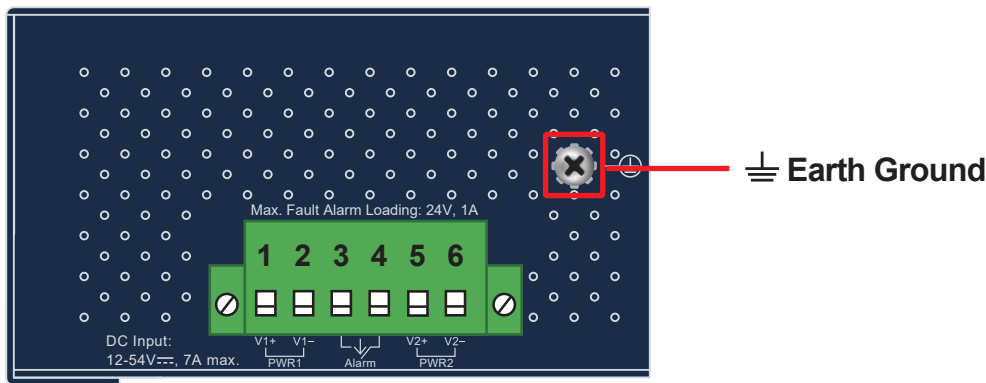 Earth Ground
Max. Fault Alarm Loading: 24V, 1A
1 2 3 4 5 6
DC Input:
12-54V⎓, 7A max.
V1+ V1− V2+ V2−
PWR1 Alarm PWR2